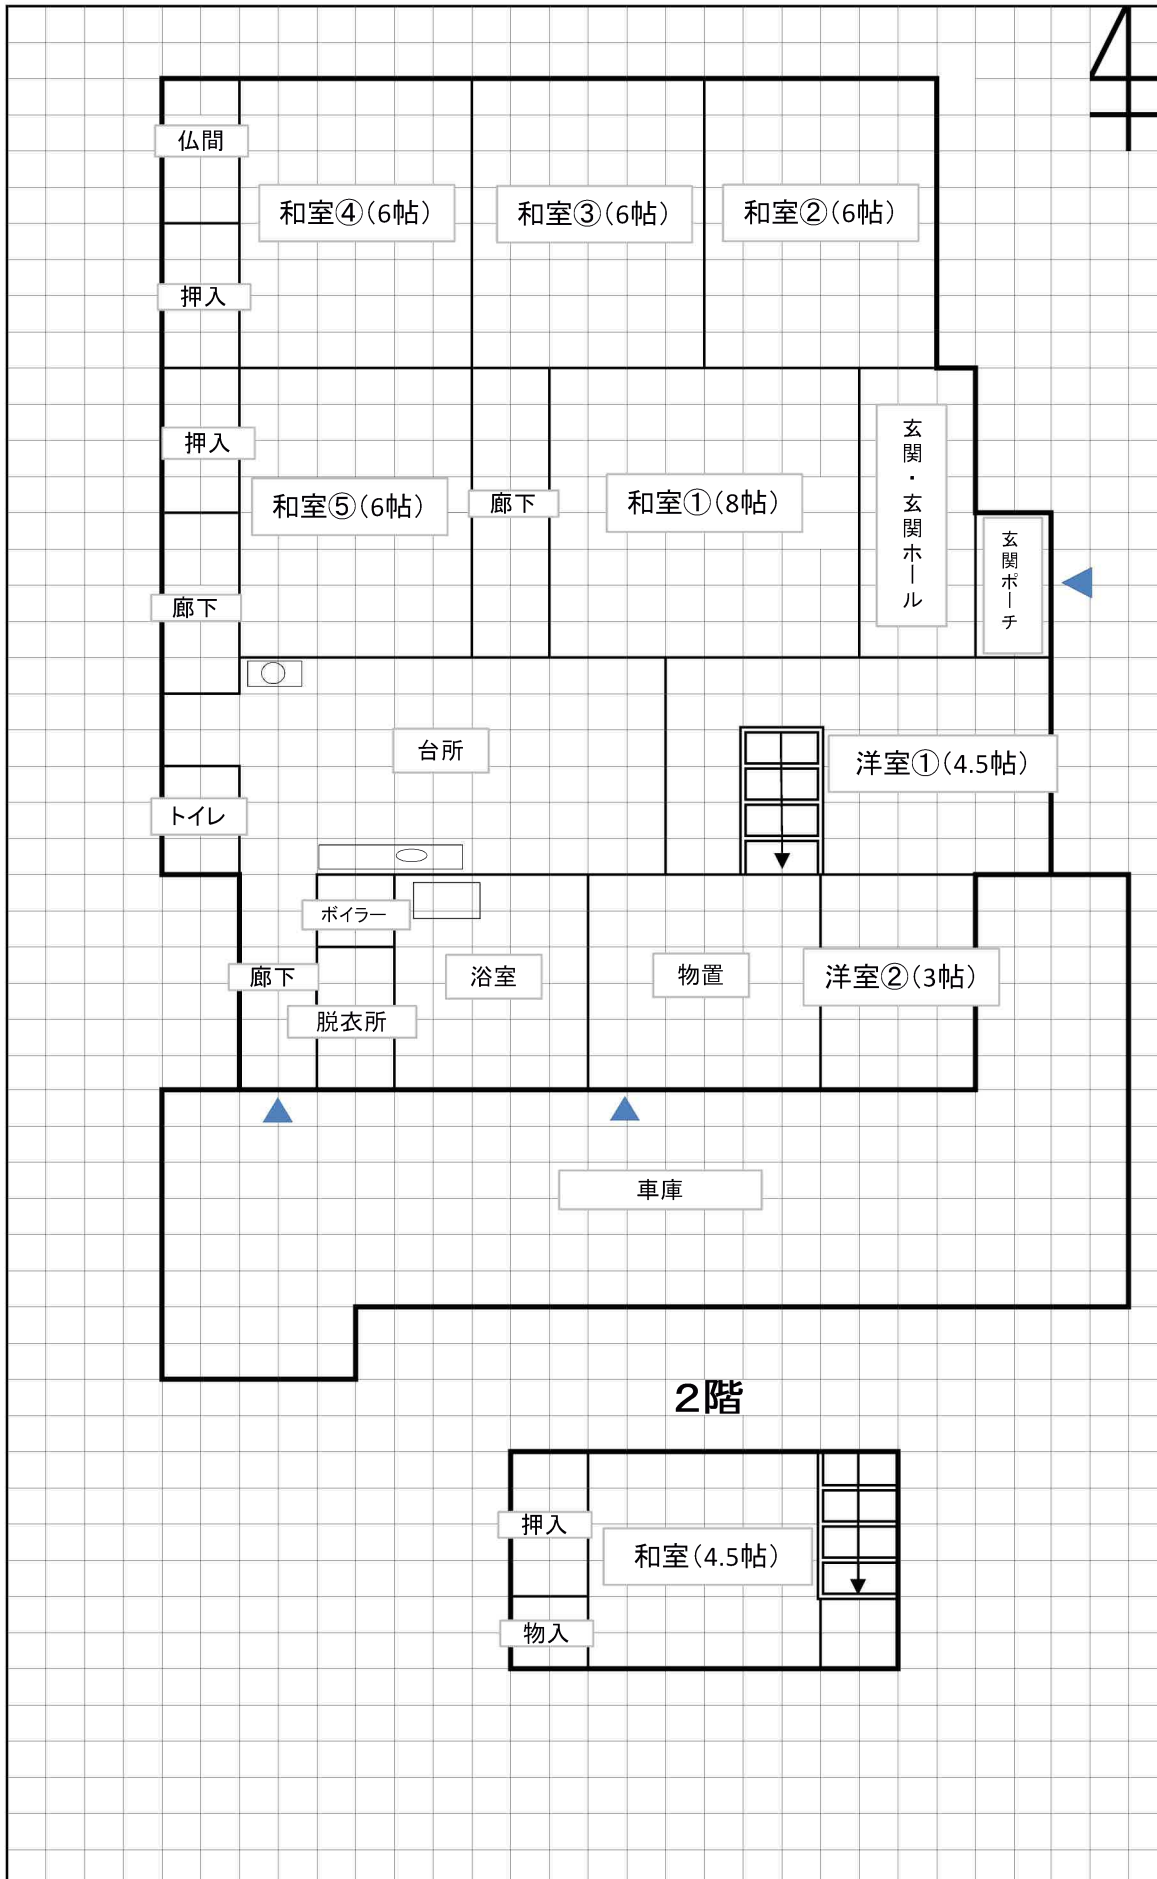 仏間
和室④（6帖）
和室③（6帖）
和室②（6帖）
押入
押入
和室⑤（6帖）
廊下
和室①（8帖）
玄関・玄関ホール
玄関ポーチ
廊下
台所
洋室①（4.5帖）
トイレ
ボイラー
廊下
脱衣所
浴室
物置
洋室②（3帖）
車庫
2階
押入
和室（4.5帖）
物入